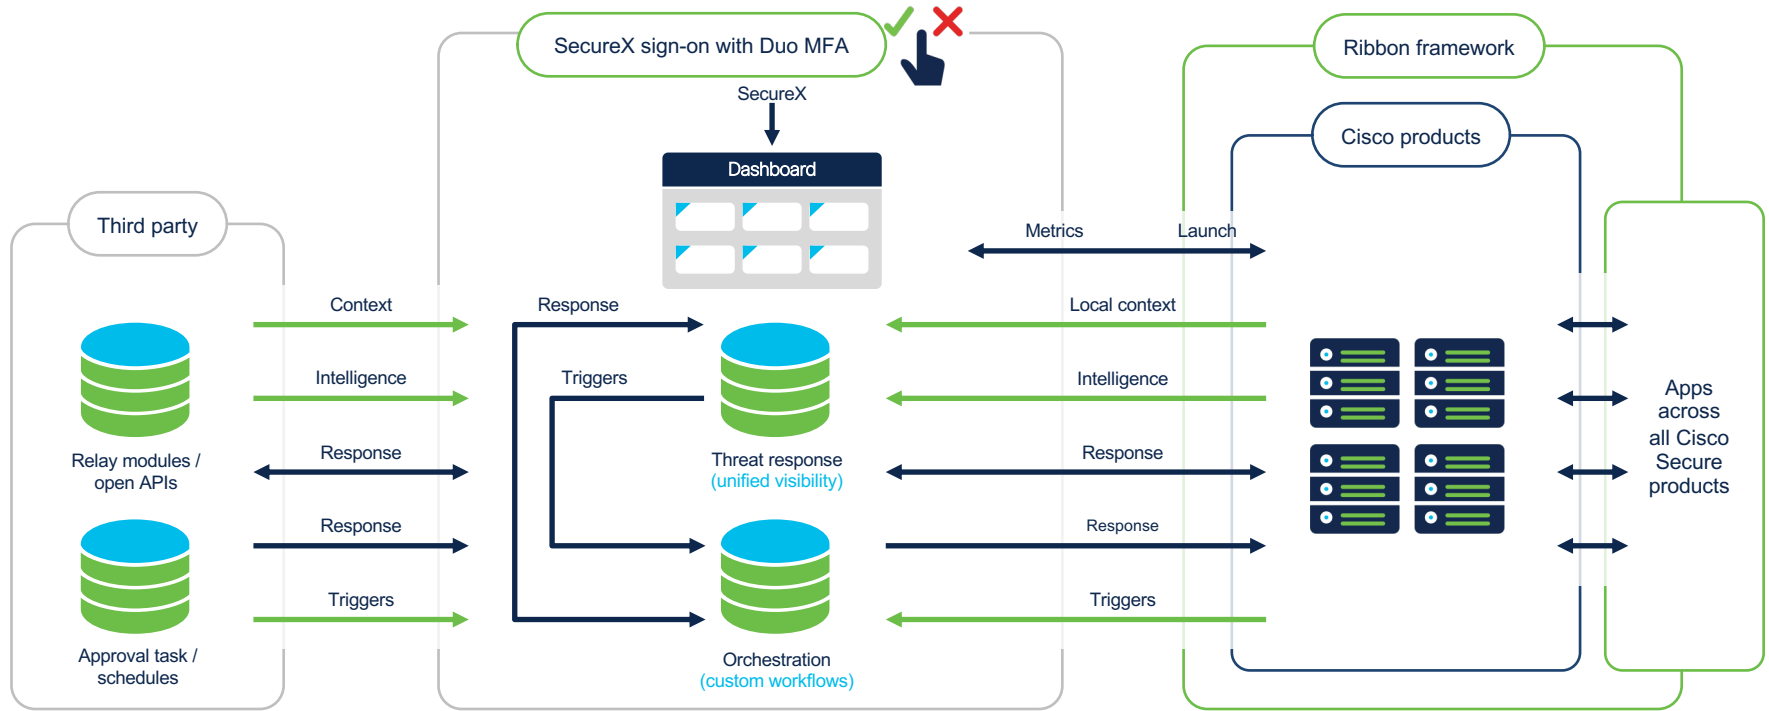 SecureX sign-on with Duo MFA
Ribbon framework
SecureX
Cisco products
Dashboard
Third party
Metrics
Launch
Context
Response
Local context
Intelligence
Triggers
Intelligence
Apps
across
all Cisco
Secure
products
Relay modules /
open APIs
Response
Threat response
(unified visibility)
Response
Response
Response
Triggers
Triggers
Approval task /
schedules
Orchestration
(custom workflows)